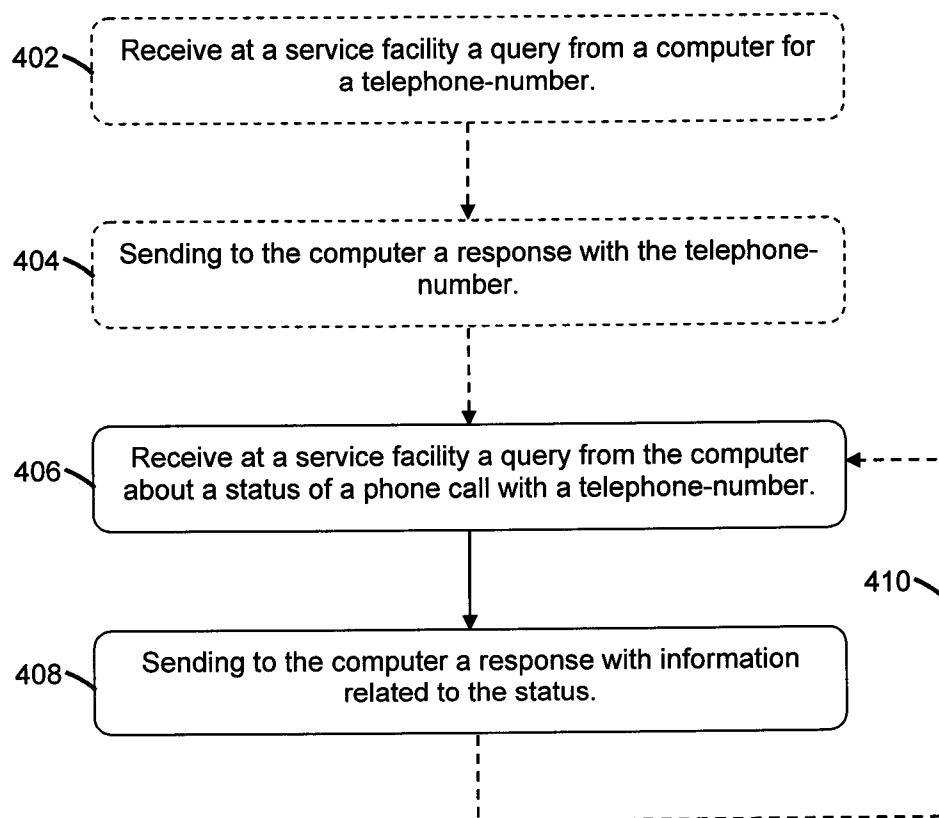 Receive at a service facility a query from a computer for
402
a telephone-number.
Sending to the computer a response with the telephone-
404
number.
Receive at a service facility a query from the computer
406
about a status of a phone call with a telephone-number.
410
Sending to the computer a response with information
408
related to the status.